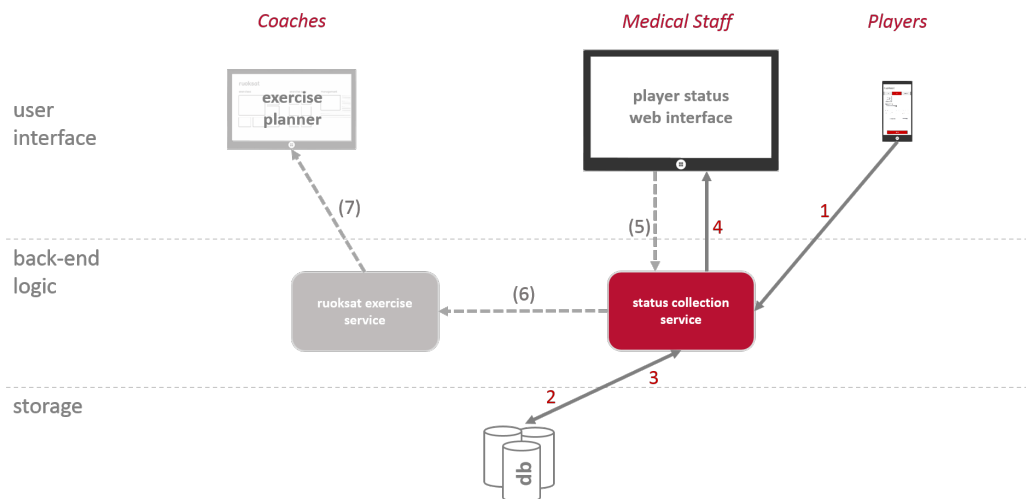 Coaches
Medical Staff
Players
user
interface
ruoksat
exercise
planner
player status
web interface
(7)
(5)
4
1
back-end
logic
ruoksat exercise
service
(6)
status collection
service
3
2
storage
db